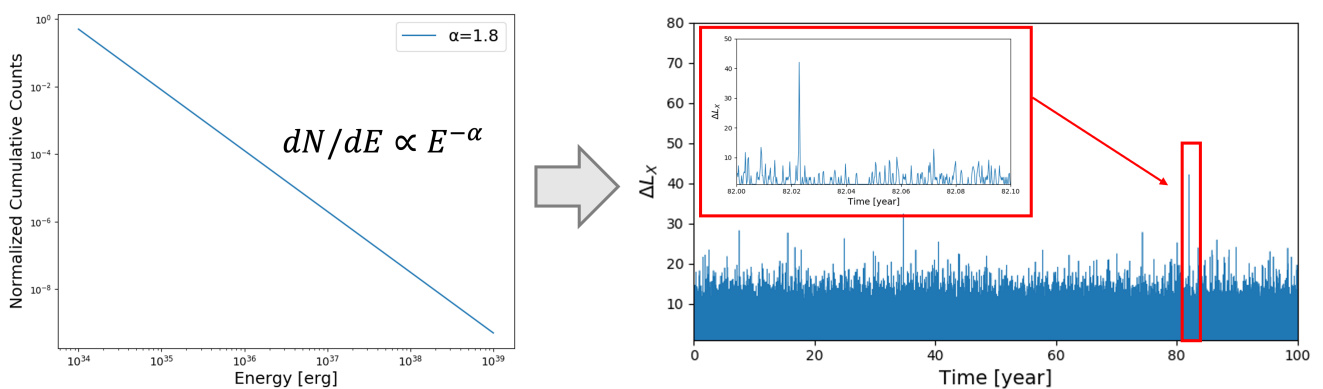 Normalized Cumulative Counts
10⁰
10⁻²
10⁻⁴
10⁻⁶
10⁻⁸
α=1.8
dN/dE ∝ E^{-α}
10³⁴ 10³⁵ 10³⁶ 10³⁷ 10³⁸ 10³⁹
Energy [erg]
ΔL_X
80
70
60
50
40
30
20
10
0 20 40 60 80 100
Time [year]
ΔL_X
50
40
30
20
10
82.00 82.02 82.04 82.06 82.08 82.10
Time [year]